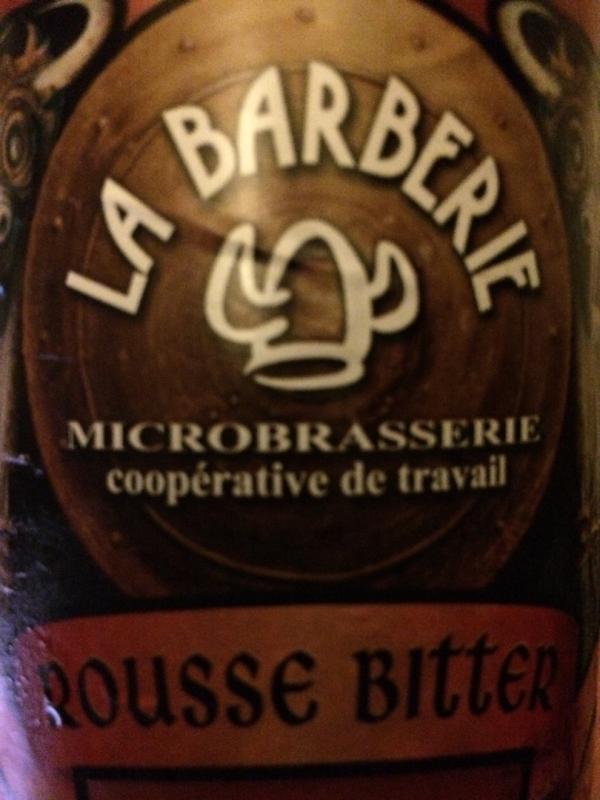 LA BARBERIE
MICROBRASSERIE
coopérative de travail
ROUSSE BITTER